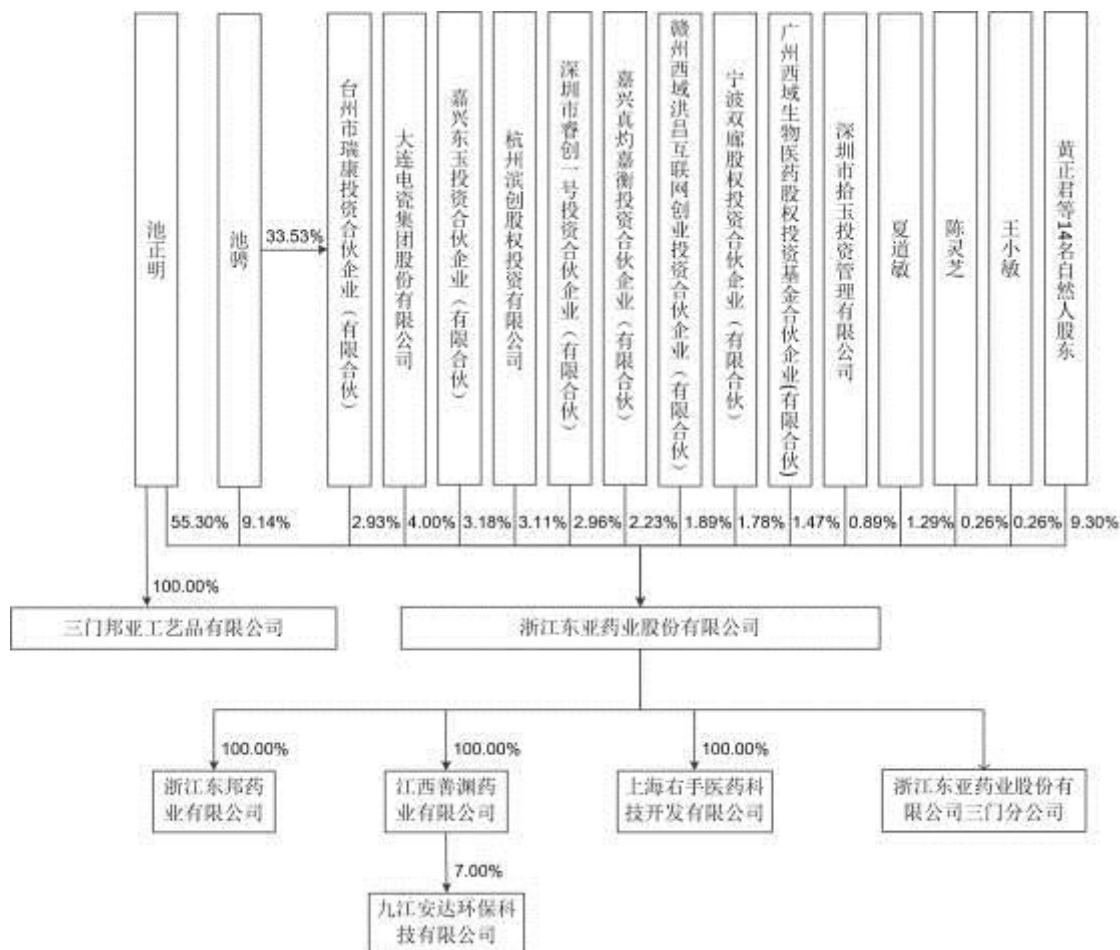 池正明
池骋
33.53%
台州市瑞康投资合伙企业（有限合伙）
大连电瓷集团股份有限公司
嘉兴东玉投资合伙企业（有限合伙）
杭州滨创股权投资有限公司
深圳市睿创一号投资合伙企业（有限合伙）
嘉兴真灼嘉衡投资合伙企业（有限合伙）
赣州西域洪昌互联网创业投资合伙企业（有限合伙）
宁波双廊股权投资合伙企业（有限合伙）
广州西域生物医药股权投资基金合伙企业(有限合伙)
深圳市拾玉投资管理有限公司
夏道敏
陈灵芝
王小敏
黄正君等14名自然人股东
55.30% 9.14% 2.93% 4.00% 3.18% 3.11% 2.96% 2.23% 1.89% 1.78% 1.47% 0.89% 1.29% 0.26% 0.26% 9.30%
100.00%
三门邦亚工艺品有限公司
浙江东亚药业股份有限公司
100.00% 100.00% 100.00%
浙江东邦药
业有限公司
江西善渊药
业有限公司
上海右手医药科
技开发有限公司
浙江东亚药业股份有
限公司三门分公司
7.00%
九江安达环保科
技有限公司